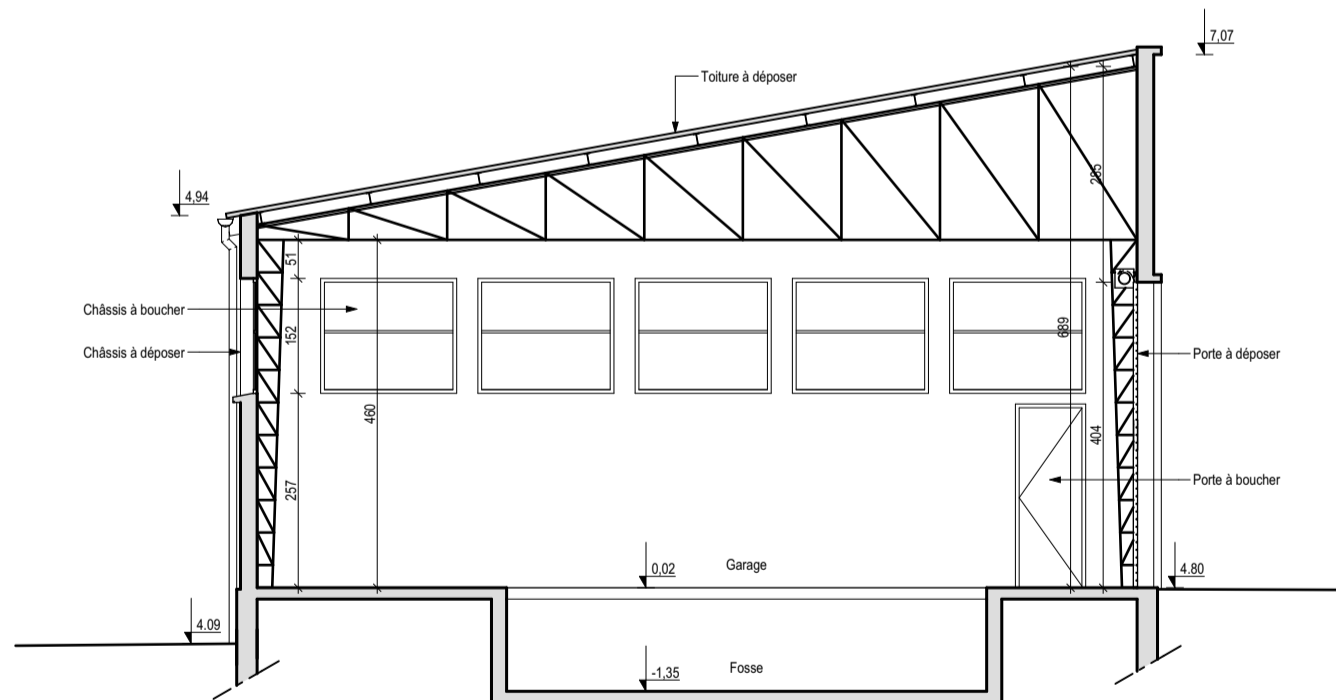 7,07
Toiture à déposer
285
4,94
51
Châssis à boucher
152
689
Châssis à déposer
Porte à déposer
460
404
257
Porte à boucher
0,02
Garage
4.80
4.09
-1,35
Fosse